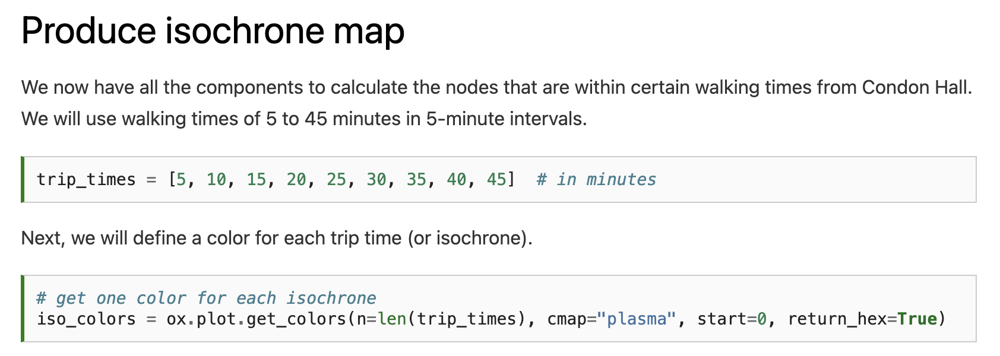 Produce isochrone map
We now have all the components to calculate the nodes that are within certain walking times from Condon Hall.
We will use walking times of 5 to 45 minutes in 5-minute intervals.
trip_times = [5, 10, 15, 20, 25, 30, 35, 40, 45]  # in minutes
Next, we will define a color for each trip time (or isochrone).
# get one color for each isochrone
iso_colors = ox.plot.get_colors(n=len(trip_times), cmap="plasma", start=0, return_hex=True)